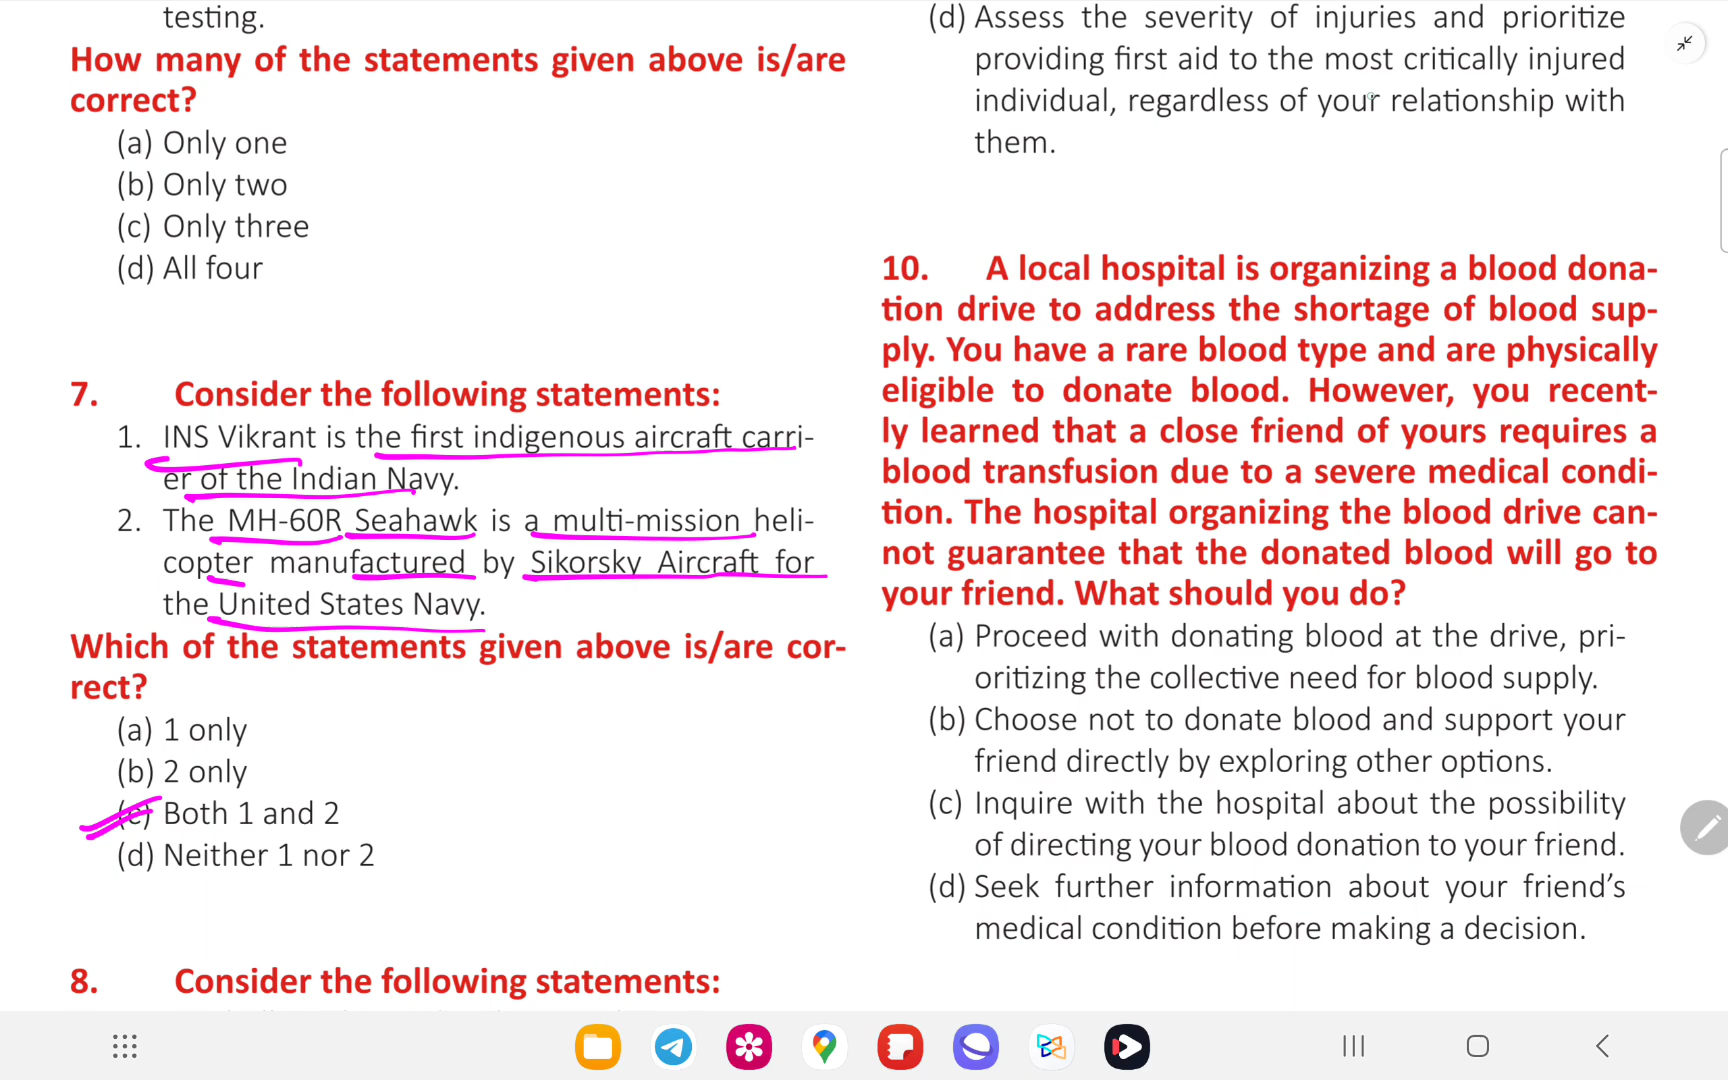 testing.
How many of the statements given above is/are
correct?
(a) Only one
(b) Only two
(c) Only three
(d) All four
7. Consider the following statements:
1. INS Vikrant is the first indigenous aircraft carri-
er of the Indian Navy.
2. The MH-60R Seahawk is a multi-mission heli-
copter manufactured by Sikorsky Aircraft for
the United States Navy.
Which of the statements given above is/are cor-
rect?
(a) 1 only
(b) 2 only
(c) Both 1 and 2
(d) Neither 1 nor 2
8. Consider the following statements:
(d) Assess the severity of injuries and prioritize
providing first aid to the most critically injured
individual, regardless of your relationship with
them.
10. A local hospital is organizing a blood dona-
tion drive to address the shortage of blood sup-
ply. You have a rare blood type and are physically
eligible to donate blood. However, you recent-
ly learned that a close friend of yours requires a
blood transfusion due to a severe medical condi-
tion. The hospital organizing the blood drive can-
not guarantee that the donated blood will go to
your friend. What should you do?
(a) Proceed with donating blood at the drive, pri-
oritizing the collective need for blood supply.
(b) Choose not to donate blood and support your
friend directly by exploring other options.
(c) Inquire with the hospital about the possibility
of directing your blood donation to your friend.
(d) Seek further information about your friend's
medical condition before making a decision.